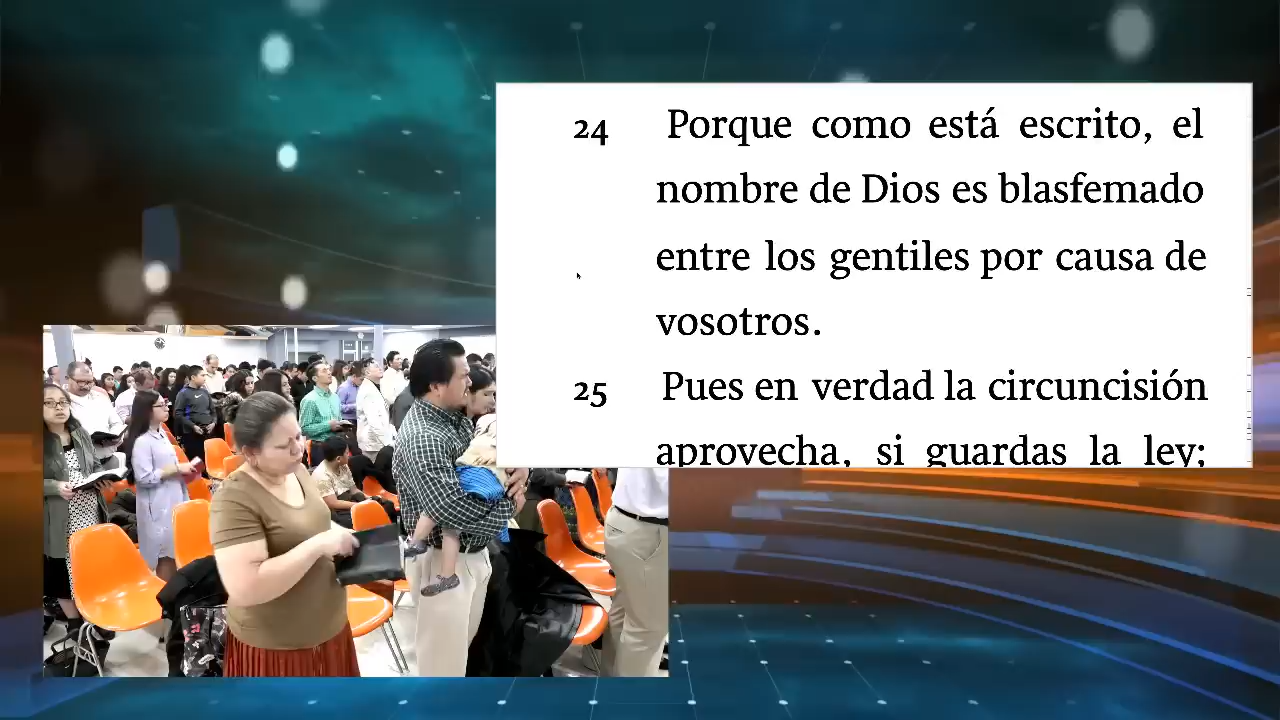 24 Porque como está escrito, el
nombre de Dios es blasfemado
entre los gentiles por causa de
vosotros.
25 Pues en verdad la circuncisión
aprovecha, si guardas la ley;